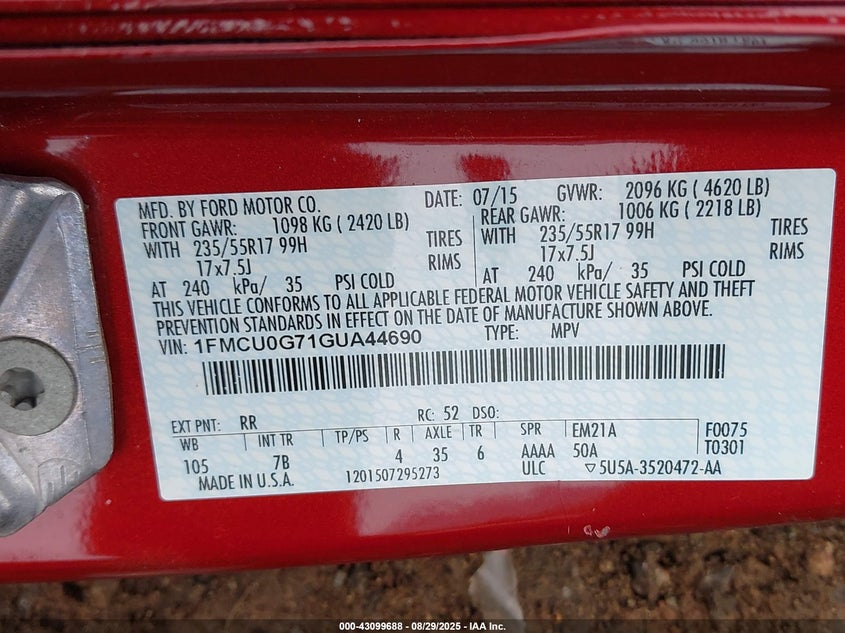 MFD. BY FORD MOTOR CO. DATE: 07/15 GVWR: 2096 KG ( 4620 LB)
FRONT GAWR: 1098 KG ( 2420 LB) REAR GAWR: 1006 KG ( 2218 LB)
WITH 235/55R17 99H TIRES WITH 235/55R17 99H TIRES
17x7.5J RIMS 17x7.5J RIMS
AT 240 kPa/ 35 PSI COLD AT 240 kPa/ 35 PSI COLD
THIS VEHICLE CONFORMS TO ALL APPLICABLE FEDERAL MOTOR VEHICLE SAFETY AND THEFT
PREVENTION STANDARDS IN EFFECT ON THE DATE OF MANUFACTURE SHOWN ABOVE.
VIN: 1FMCU0G71GUA44690 TYPE: MPV
EXT PNT: RR RC: 52 DSO:
WB INT TR TP/PS R AXLE TR SPR EM21A F0075
105 7B 4 35 6 AAAA 50A T0301
MADE IN U.S.A. 1201507295273 ULC ▽5U5A-3520472-AA
000-43099688 - 08/29/2025 - IAA Inc.